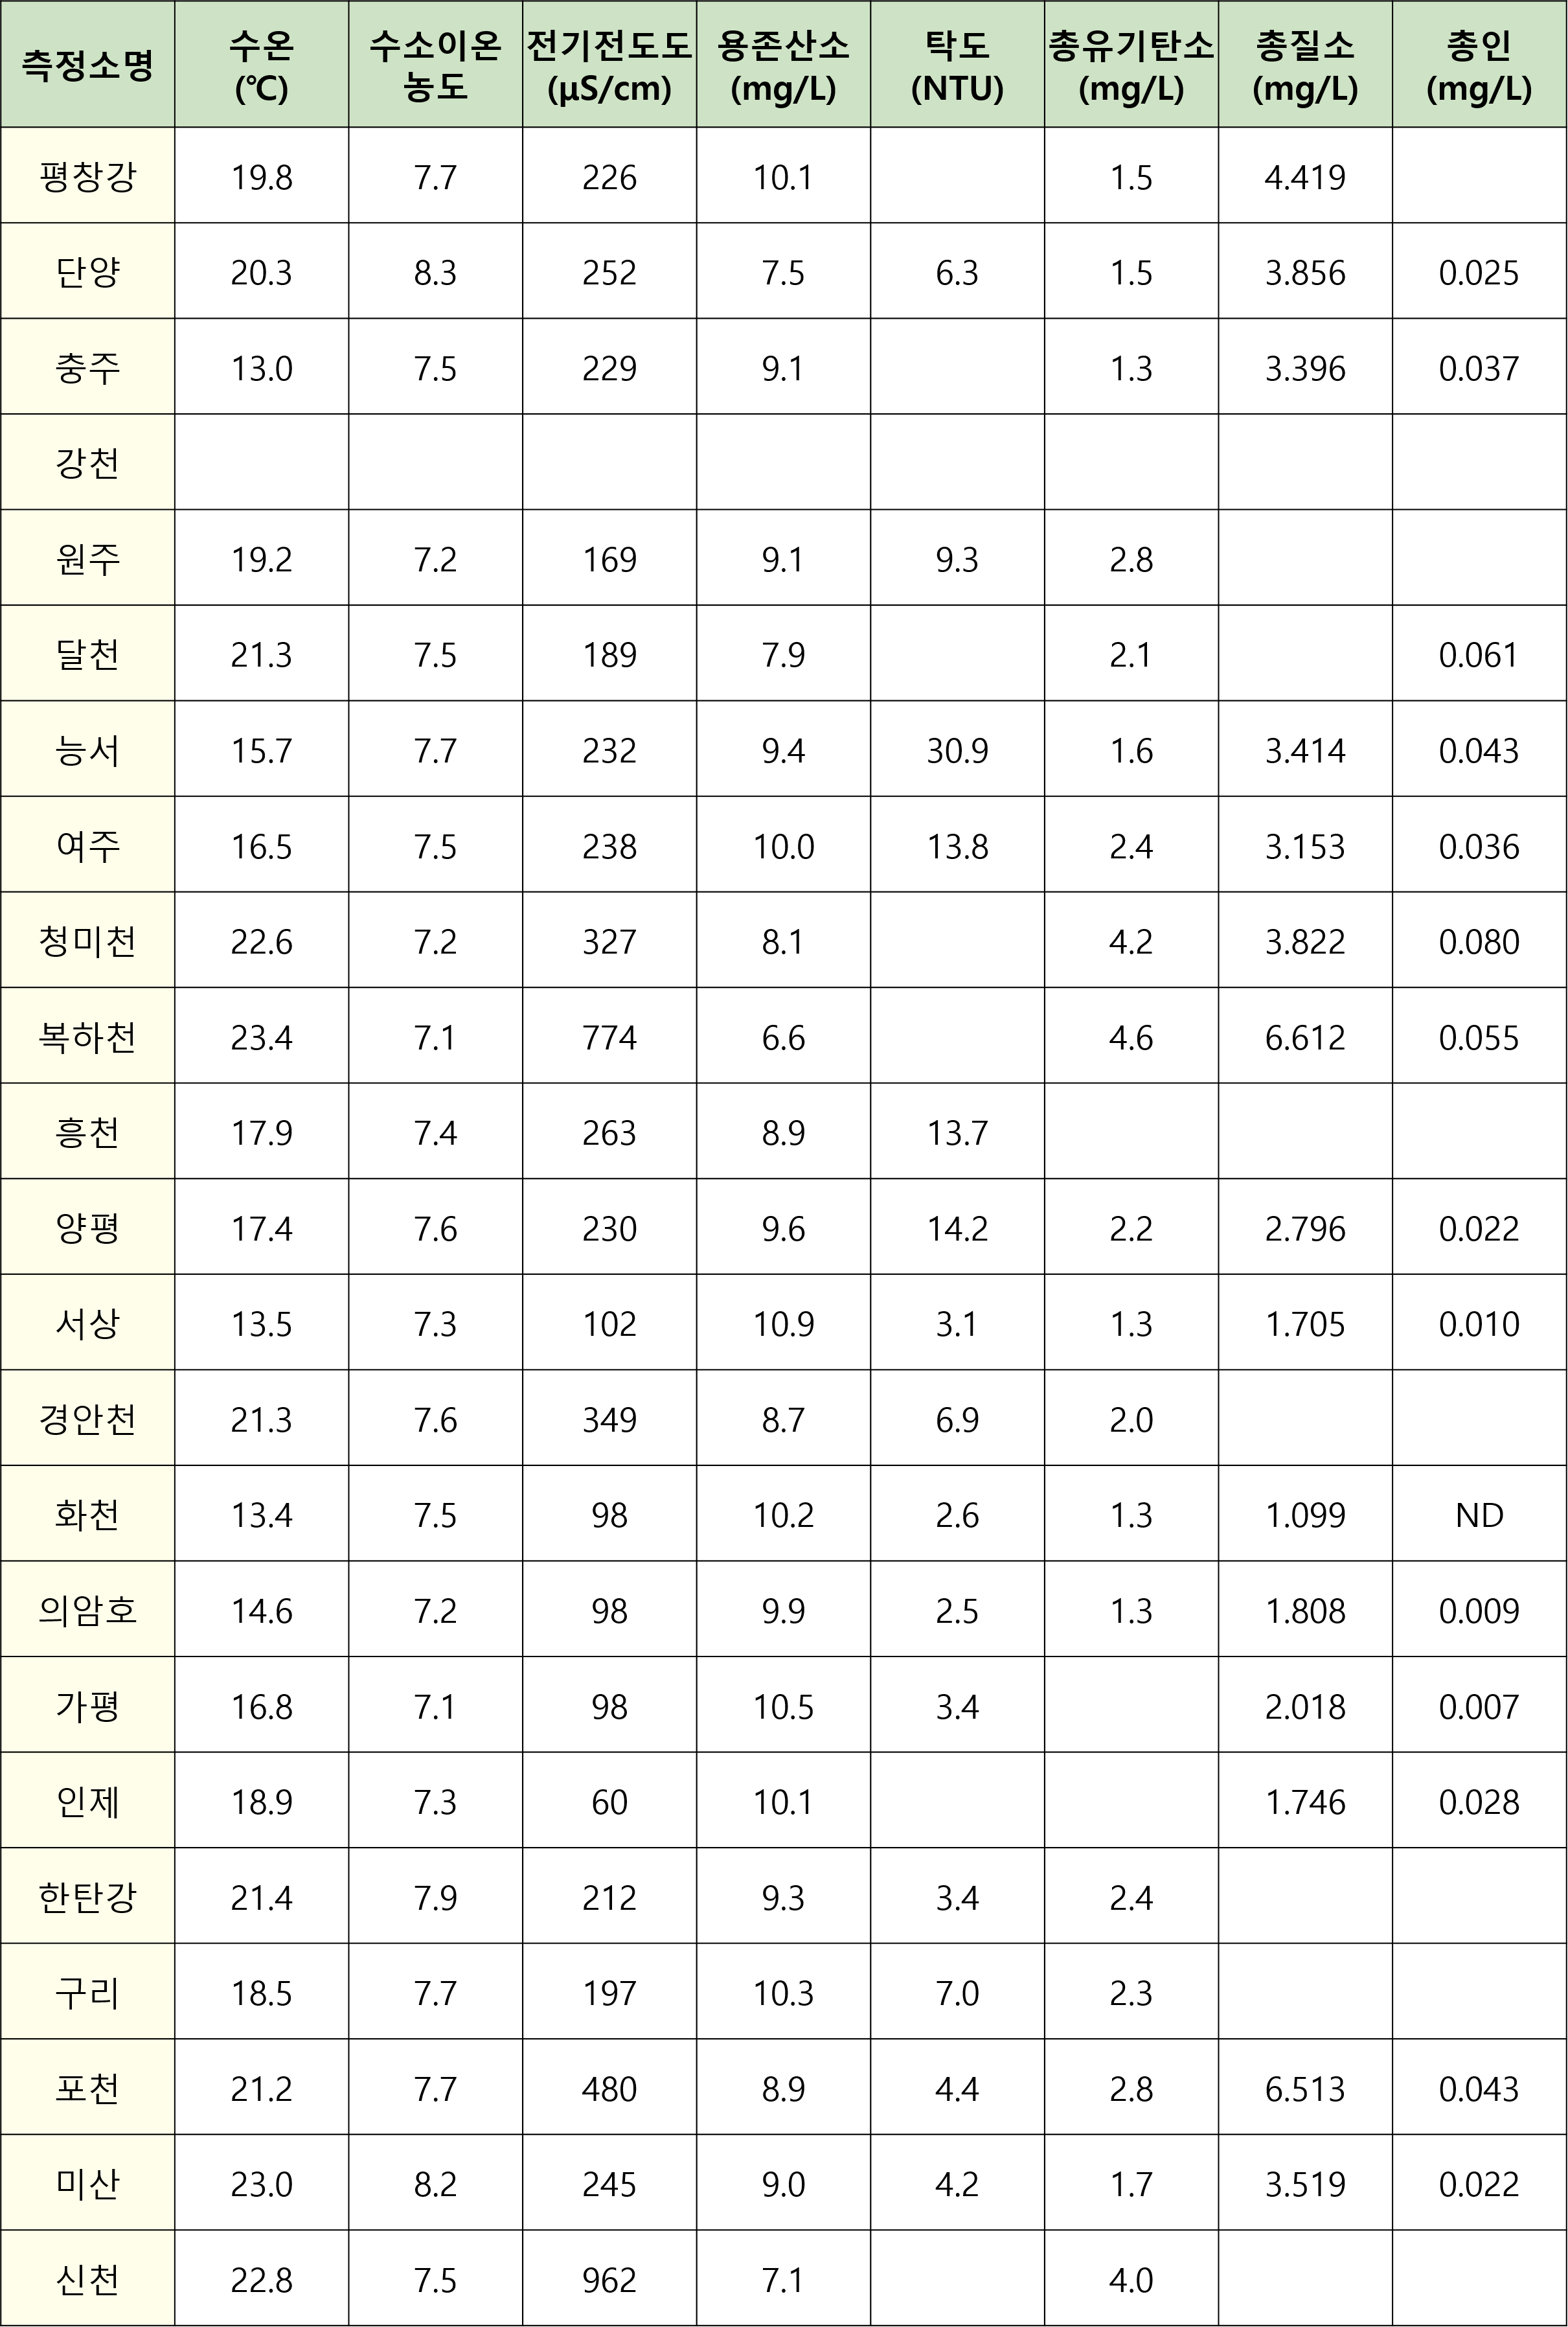 측정소명 수온 (℃) 수소이온 농도 전기전도도 (μS/cm) 용존산소 (mg/L) 탁도 (NTU) 총유기탄소 (mg/L) 총질소 (mg/L) 총인 (mg/L)
평창강 19.8 7.7 226 10.1 1.5 4.419
단양 20.3 8.3 252 7.5 6.3 1.5 3.856 0.025
충주 13.0 7.5 229 9.1 1.3 3.396 0.037
강천
원주 19.2 7.2 169 9.1 9.3 2.8
달천 21.3 7.5 189 7.9 2.1 0.061
능서 15.7 7.7 232 9.4 30.9 1.6 3.414 0.043
여주 16.5 7.5 238 10.0 13.8 2.4 3.153 0.036
청미천 22.6 7.2 327 8.1 4.2 3.822 0.080
복하천 23.4 7.1 774 6.6 4.6 6.612 0.055
흥천 17.9 7.4 263 8.9 13.7
양평 17.4 7.6 230 9.6 14.2 2.2 2.796 0.022
서상 13.5 7.3 102 10.9 3.1 1.3 1.705 0.010
경안천 21.3 7.6 349 8.7 6.9 2.0
화천 13.4 7.5 98 10.2 2.6 1.3 1.099 ND
의암호 14.6 7.2 98 9.9 2.5 1.3 1.808 0.009
가평 16.8 7.1 98 10.5 3.4 2.018 0.007
인제 18.9 7.3 60 10.1 1.746 0.028
한탄강 21.4 7.9 212 9.3 3.4 2.4
구리 18.5 7.7 197 10.3 7.0 2.3
포천 21.2 7.7 480 8.9 4.4 2.8 6.513 0.043
미산 23.0 8.2 245 9.0 4.2 1.7 3.519 0.022
신천 22.8 7.5 962 7.1 4.0